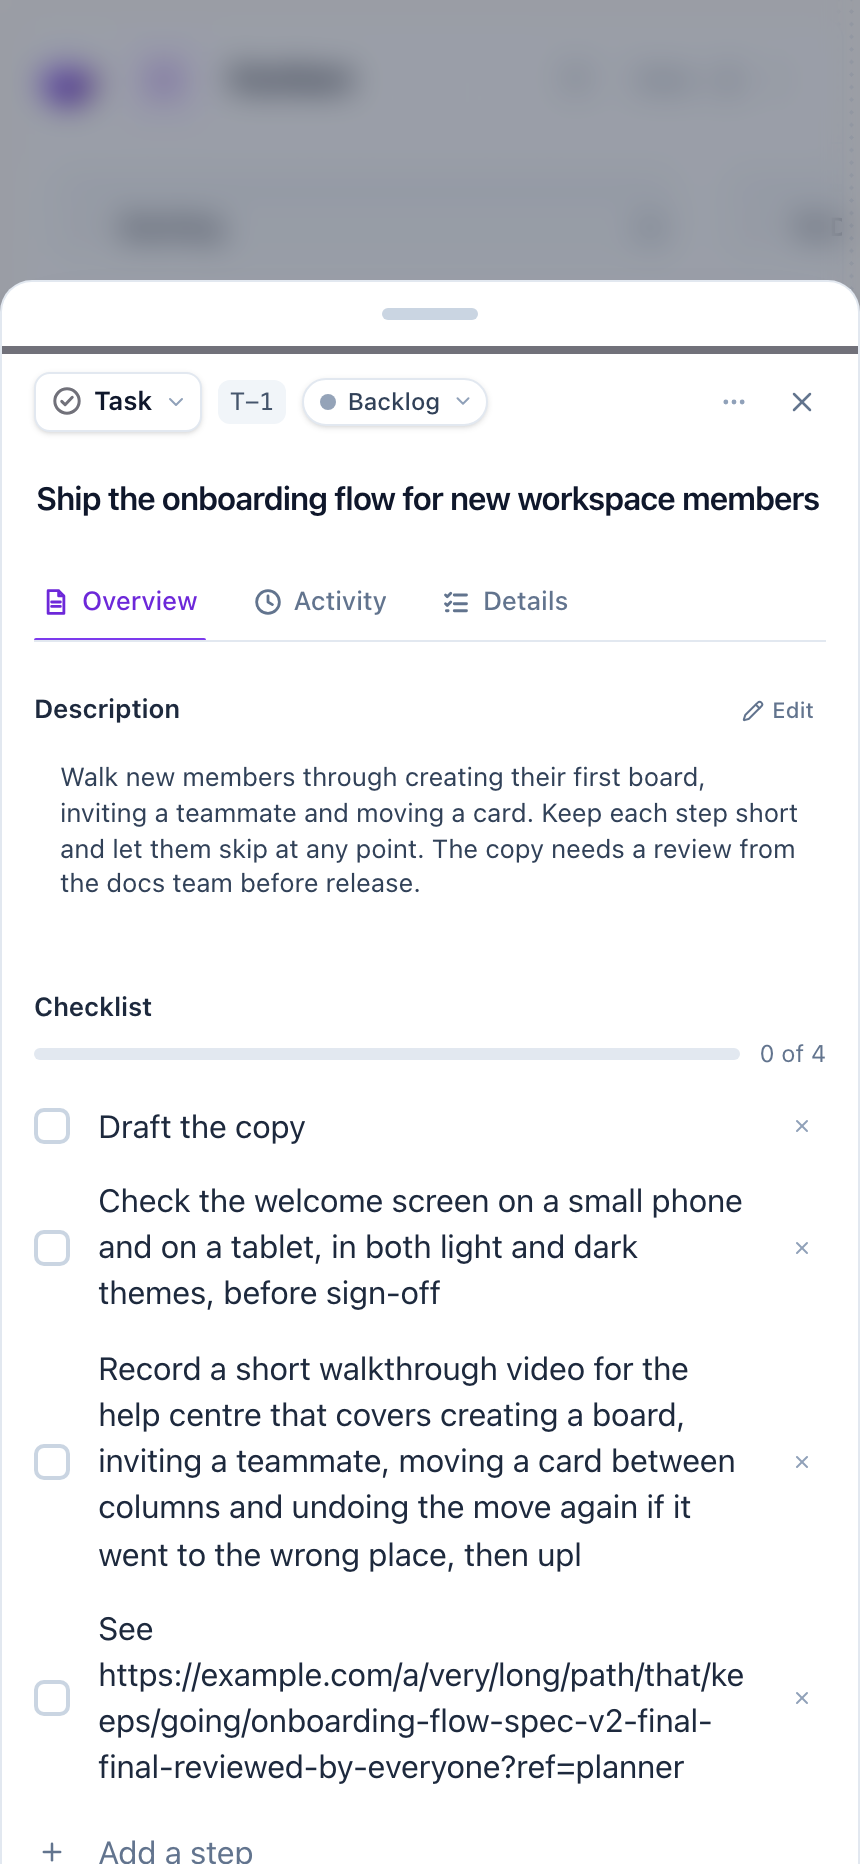 Task
T-1
Backlog
Ship the onboarding flow for new workspace members
Overview
Activity
Details
Description
Edit
Walk new members through creating their first board,
inviting a teammate and moving a card. Keep each step short
and let them skip at any point. The copy needs a review from
the docs team before release.
Checklist
0 of 4
Draft the copy
Check the welcome screen on a small phone
and on a tablet, in both light and dark
themes, before sign-off
Record a short walkthrough video for the
help centre that covers creating a board,
inviting a teammate, moving a card between
columns and undoing the move again if it
went to the wrong place, then upl
See
https://example.com/a/very/long/path/that/ke
eps/going/onboarding-flow-spec-v2-final-
final-reviewed-by-everyone?ref=planner
Add a step